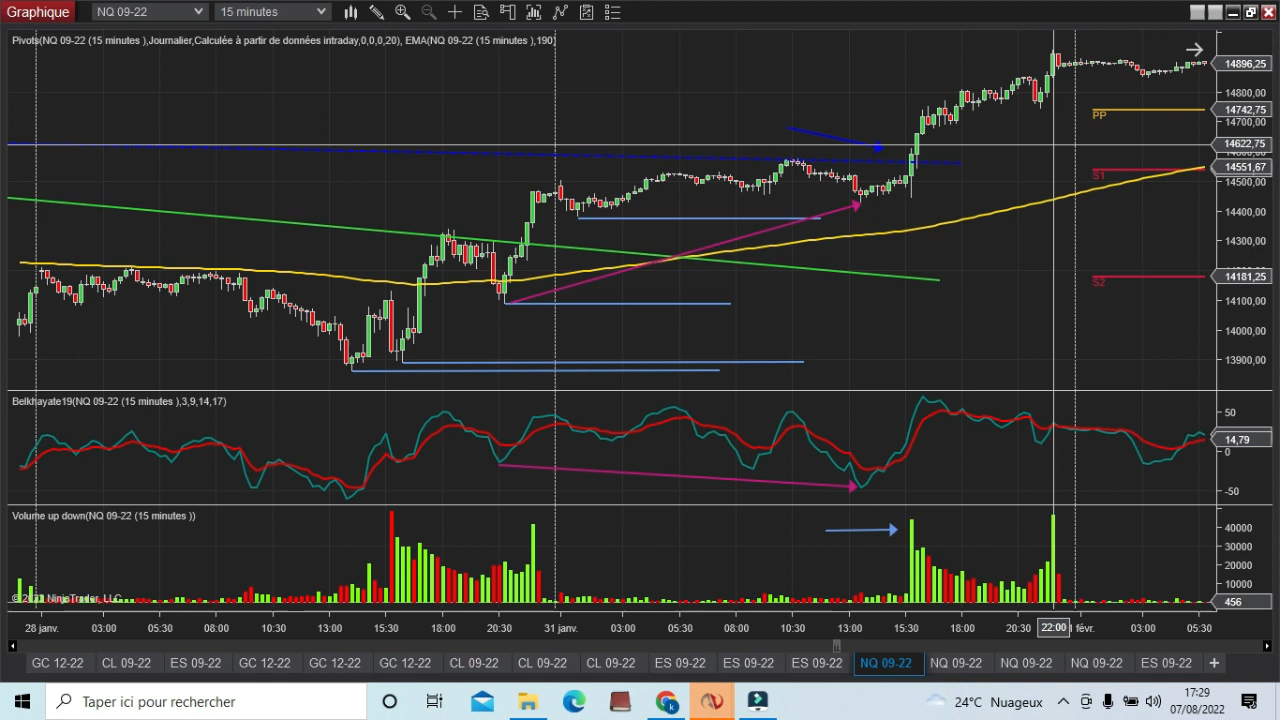 Graphique NQ 09-22 15 minutes
Pivots(NQ 09-22 (15 minutes ),Journalier,Calculée à partir de données intraday,0,0,0,20), EMA(NQ 09-22 (15 minutes ),190)
14896,25
14800,00
14742,75
PP
14700,00
14622,75
14551,67
S1
14500,00
14400,00
14300,00
14181,25
S2
14100,00
14000,00
13900,00
Belkhayate19(NQ 09-22 (15 minutes ),3,9,14,17)
50
14,79
0
-50
Volume up down(NQ 09-22 (15 minutes ))
40000
30000
20000
10000
456
28 janv. 03:00 05:30 08:00 10:30 13:00 15:30 18:00 20:30 31 janv. 03:00 05:30 08:00 10:30 13:00 15:30 18:00 20:30 22:00 févr. 03:00 05:30
GC 12-22 CL 09-22 ES 09-22 GC 12-22 GC 12-22 GC 12-22 CL 09-22 CL 09-22 CL 09-22 ES 09-22 ES 09-22 ES 09-22 NQ 09-22 NQ 09-22 NQ 09-22 NQ 09-22 ES 09-22 +
Taper ici pour rechercher 24°C Nuageux 17:29
07/08/2022